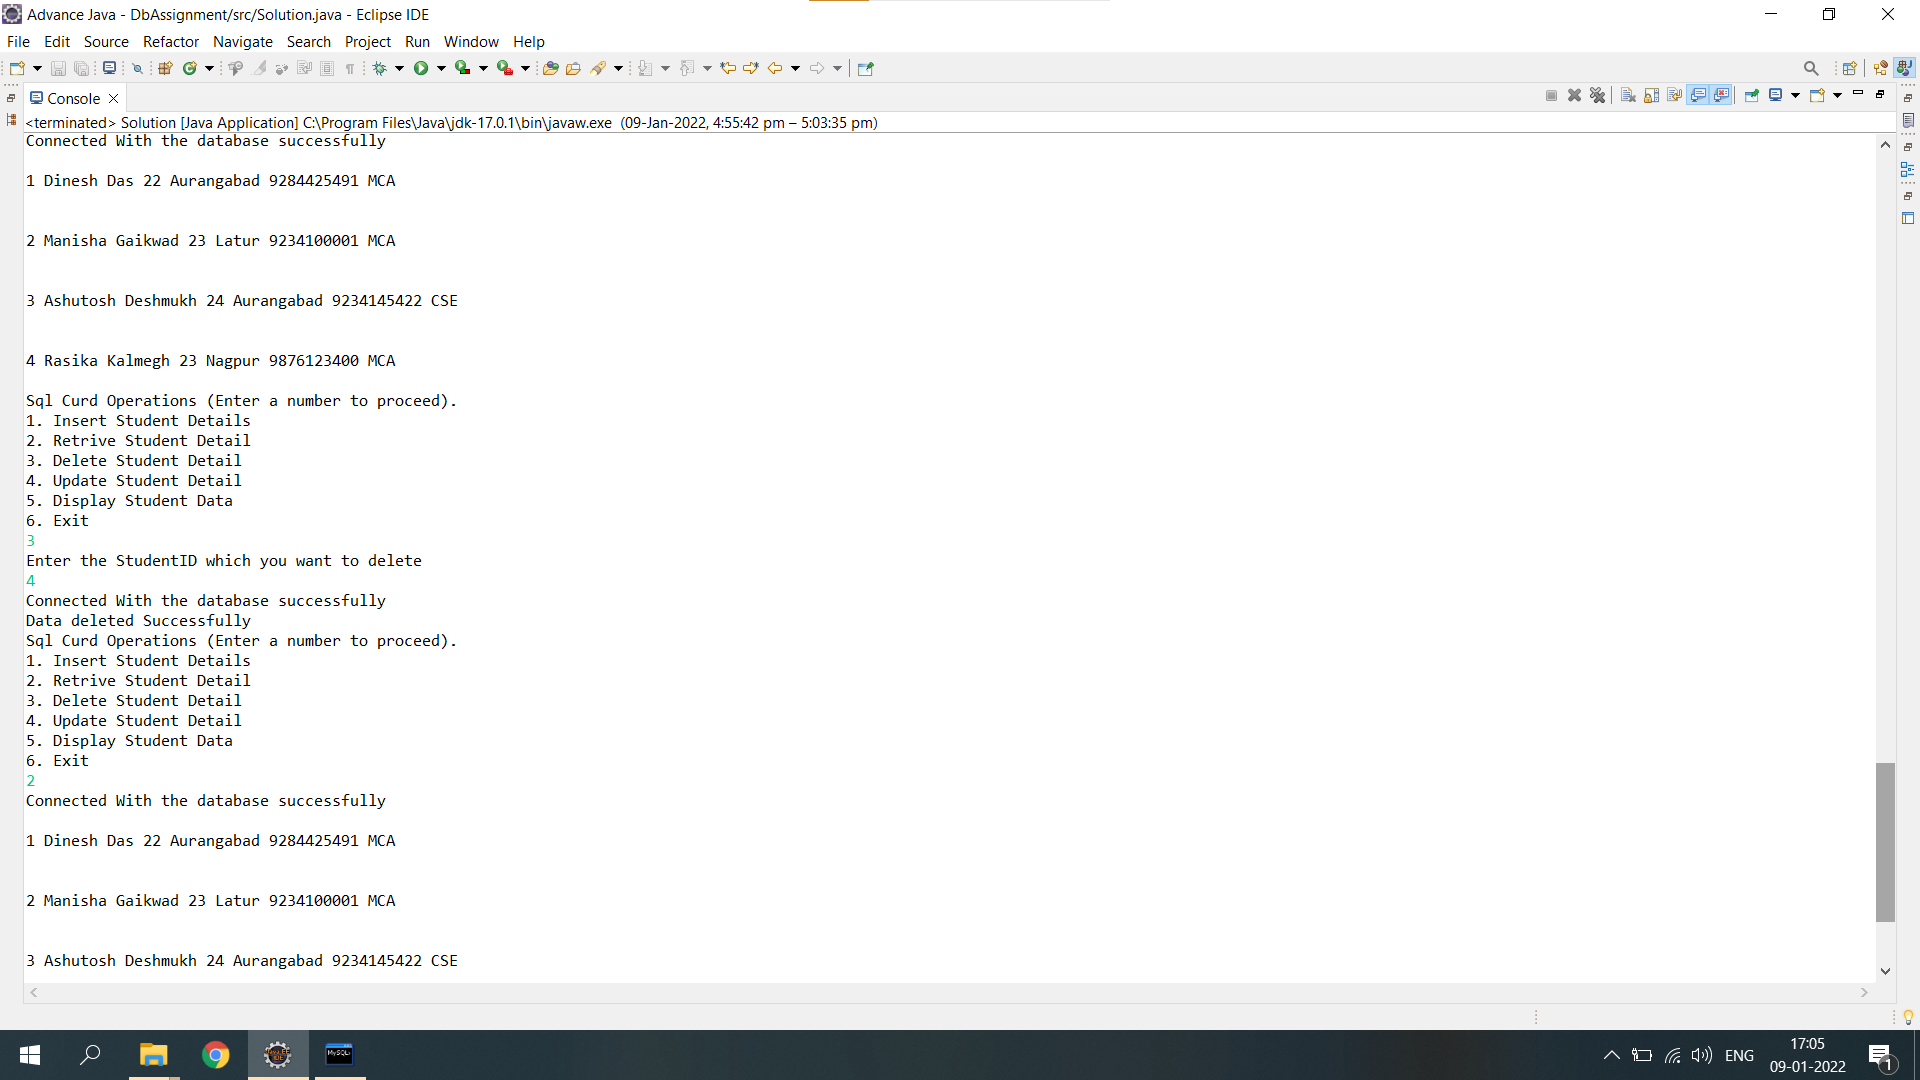 Advance Java - DbAssignment/src/Solution.java - Eclipse IDE
File Edit Source Refactor Navigate Search Project Run Window Help
Console
<terminated> Solution [Java Application] C:\Program Files\Java\jdk-17.0.1\bin\javaw.exe (09-Jan-2022, 4:55:42 pm – 5:03:35 pm)
Connected With the database successfully
1 Dinesh Das 22 Aurangabad 9284425491 MCA
2 Manisha Gaikwad 23 Latur 9234100001 MCA
3 Ashutosh Deshmukh 24 Aurangabad 9234145422 CSE
4 Rasika Kalmegh 23 Nagpur 9876123400 MCA
Sql Curd Operations (Enter a number to proceed).
1. Insert Student Details
2. Retrive Student Detail
3. Delete Student Detail
4. Update Student Detail
5. Display Student Data
6. Exit
3
Enter the StudentID which you want to delete
4
Connected With the database successfully
Data deleted Successfully
Sql Curd Operations (Enter a number to proceed).
1. Insert Student Details
2. Retrive Student Detail
3. Delete Student Detail
4. Update Student Detail
5. Display Student Data
6. Exit
2
Connected With the database successfully
1 Dinesh Das 22 Aurangabad 9284425491 MCA
2 Manisha Gaikwad 23 Latur 9234100001 MCA
3 Ashutosh Deshmukh 24 Aurangabad 9234145422 CSE
ENG
17:05
09-01-2022
1